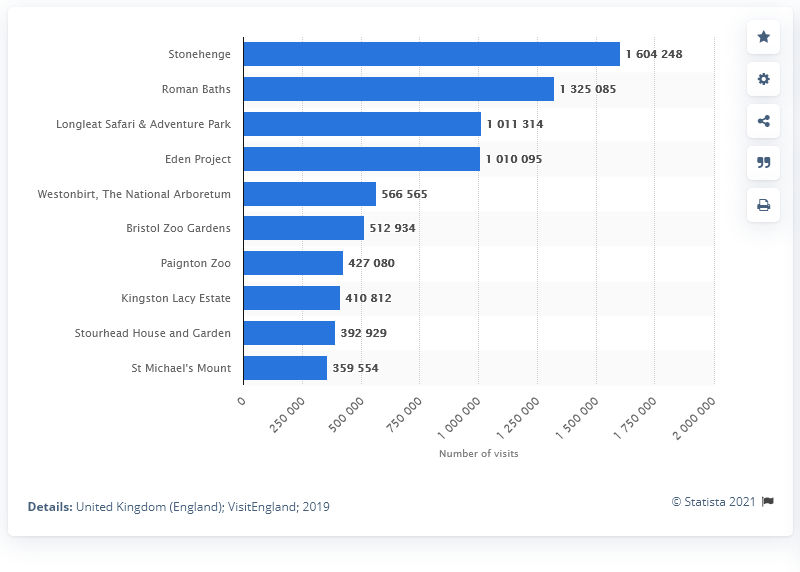 Stonehenge 1 604 248
Roman Baths 1 325 085
Longleat Safari & Adventure Park 1 011 314
Eden Project 1 010 095
Westonbirt, The National Arboretum 566 565
Bristol Zoo Gardens 512 934
Paignton Zoo 427 080
Kingston Lacy Estate 410 812
Stourhead House and Garden 392 929
St Michael's Mount 359 554
0 250 000 500 000 750 000 1 000 000 1 250 000 1 500 000 1 750 000 2 000 000
Number of visits
Details: United Kingdom (England); VisitEngland; 2019
© Statista 2021